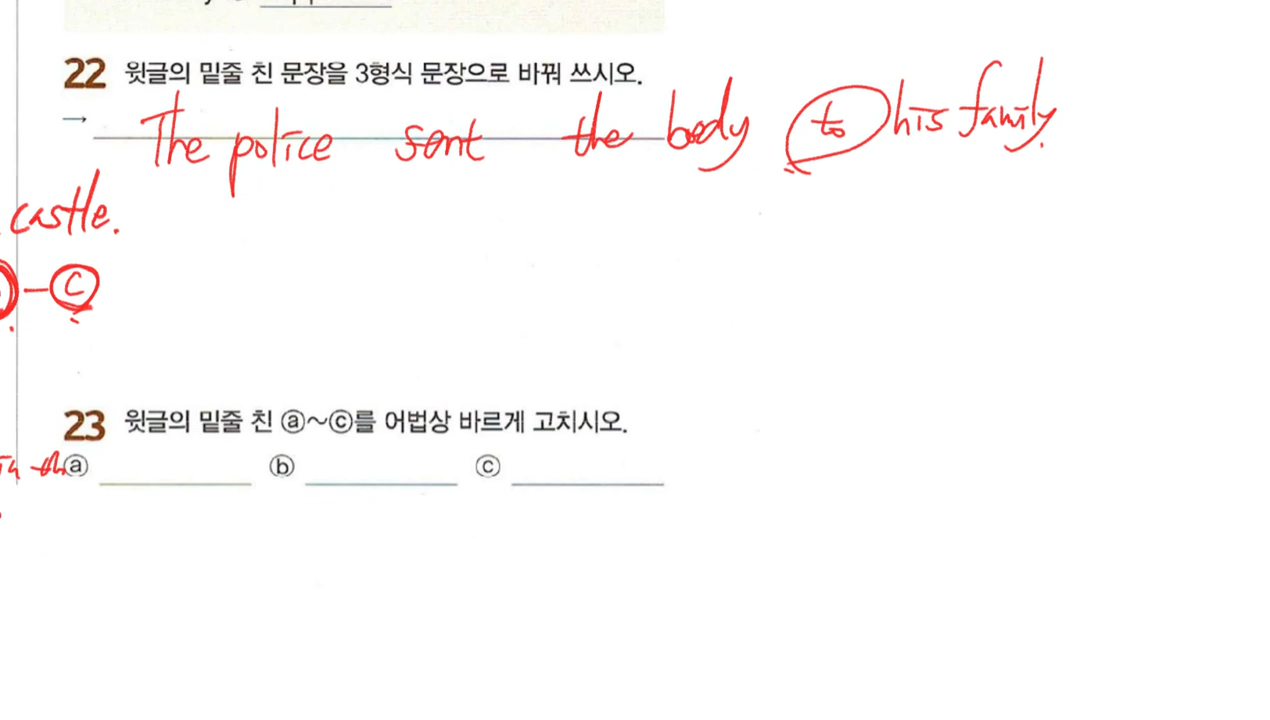 22 윗글의 밑줄 친 문장을 3형식 문장으로 바꿔 쓰시오.
→ The police sent the body to his family.
castle.
- ⓒ
23 윗글의 밑줄 친 ⓐ~ⓒ를 어법상 바르게 고치시오.
ⓐ ⓑ ⓒ